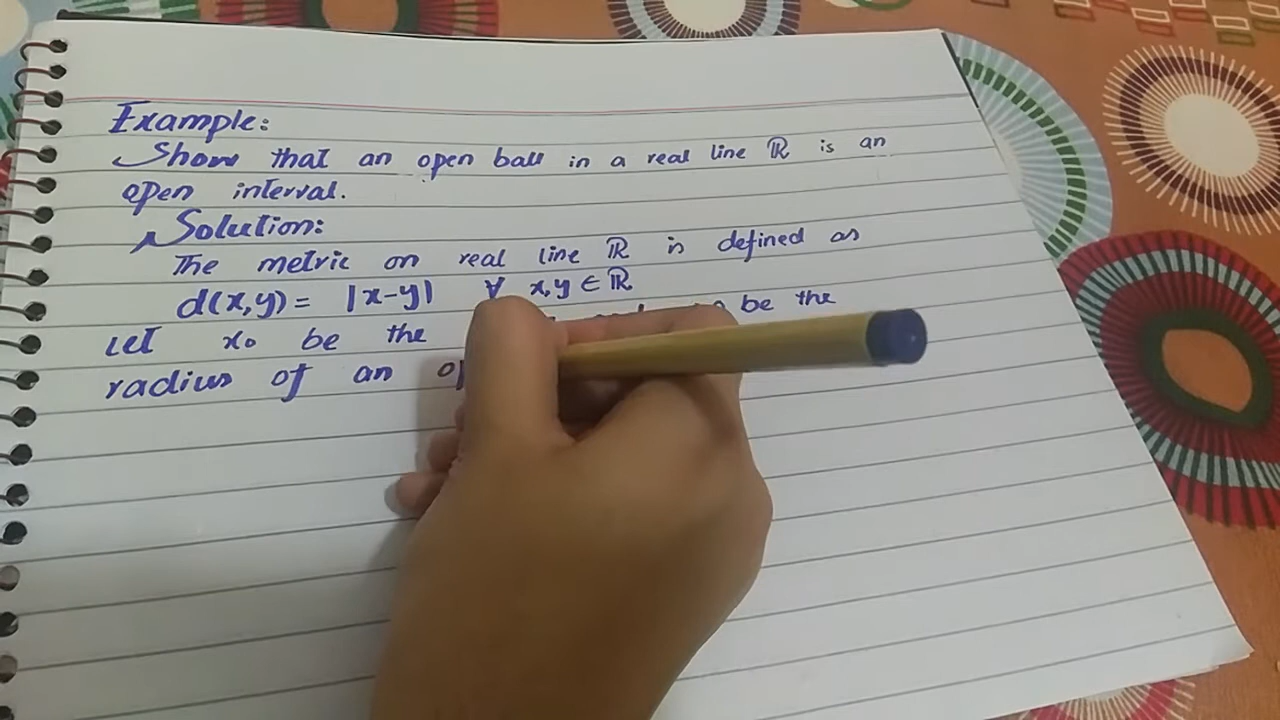 Example:
Show that an open ball in a real line ℝ is an
open interval.
Solution:
The metric on real line ℝ is defined as
d(x,y) = |x-y| ∀ x,y ∈ ℝ
Let x₀ be the be the
radius of an